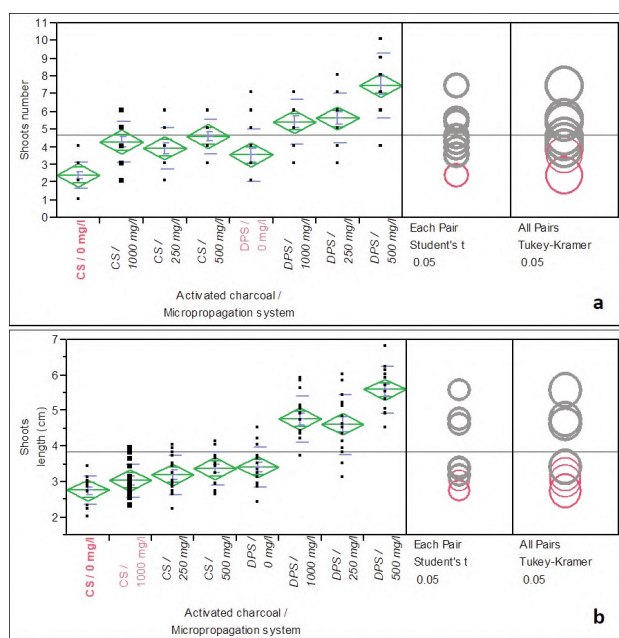 11
10
9
8
7
6
5
4
3
2
1
0
Shoots number
CS / 0 mg/l
CS /
1000 mg/l
CS /
250 mg/l
CS /
500 mg/l
DPS /
0 mg/l
DPS /
1000 mg/l
DPS /
250 mg/l
DPS /
500 mg/l
Activated charcoal /
Micropropagation system
Each Pair
Student's t
0.05
All Pairs
Tukey-Kramer
0.05
a
7
6
5
4
3
2
Shoots
length (cm)
CS / 0 mg/l
CS /
1000 mg/l
CS /
250 mg/l
CS /
500 mg/l
DPS /
0 mg/l
DPS /
1000 mg/l
DPS /
250 mg/l
DPS /
500 mg/l
Activated charcoal /
Micropropagation system
Each Pair
Student's t
0.05
All Pairs
Tukey-Kramer
0.05
b